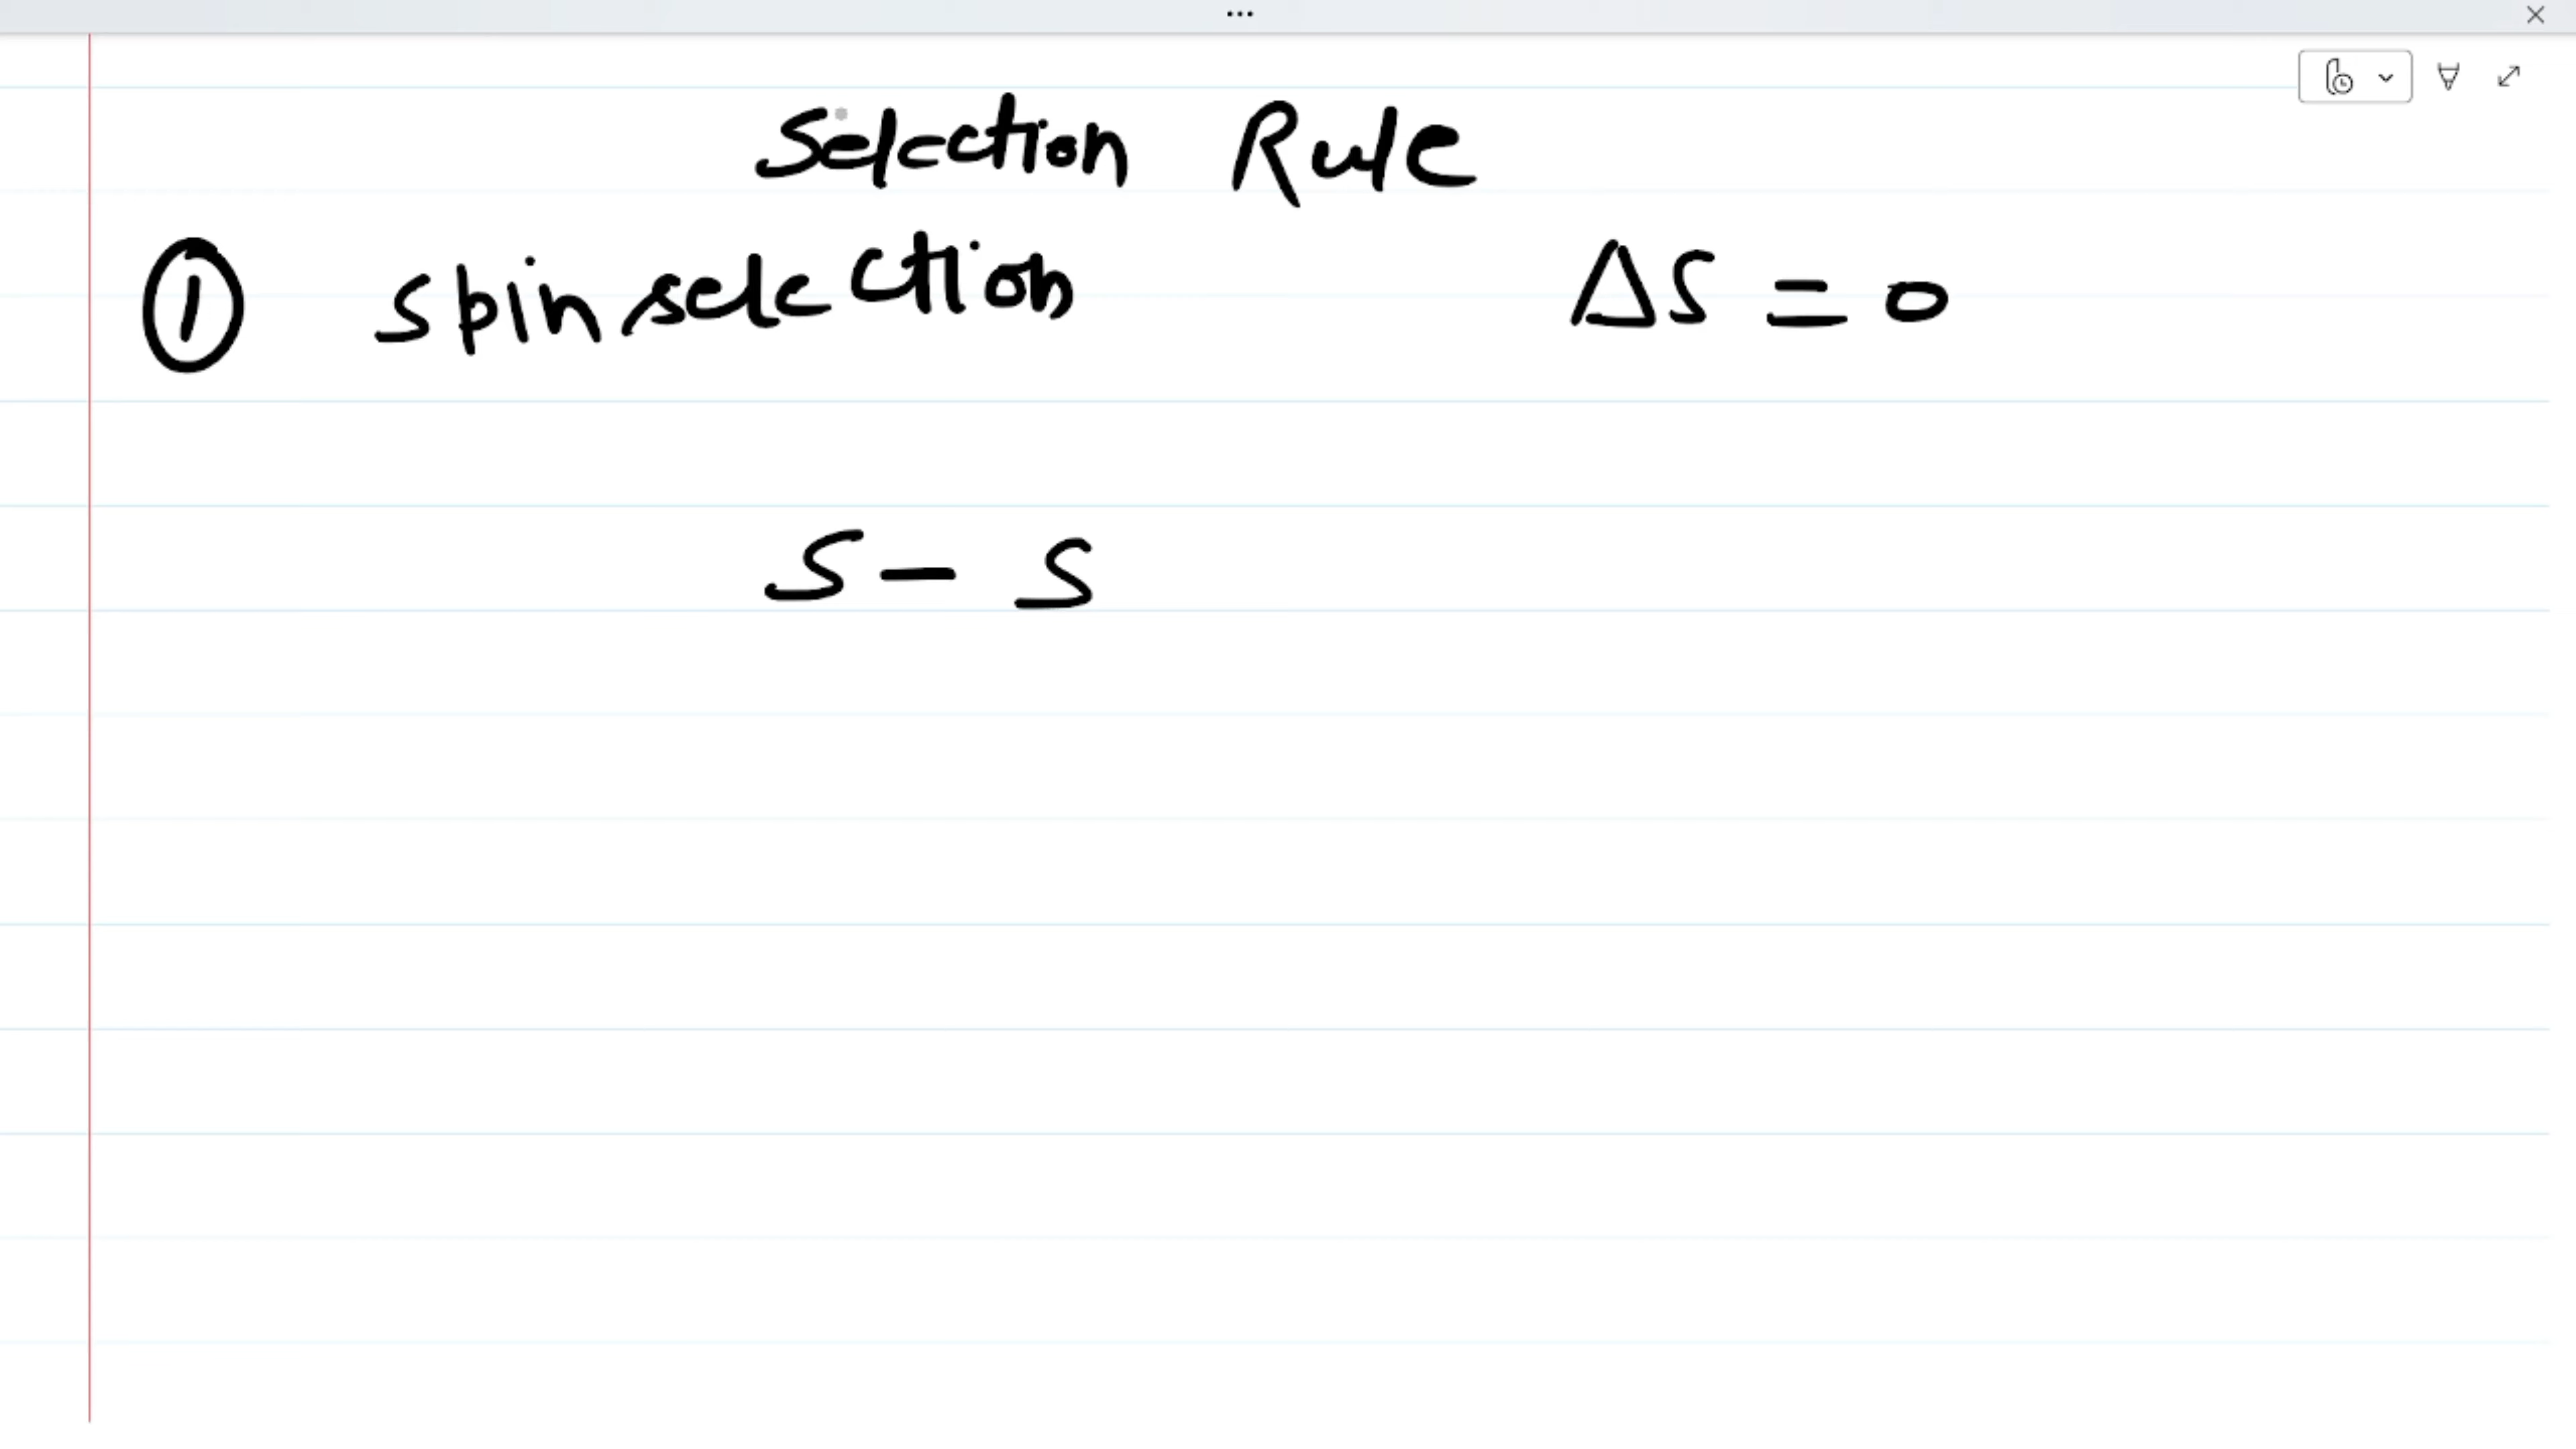 Selection Rule
① spin selection ΔS = 0
S - S